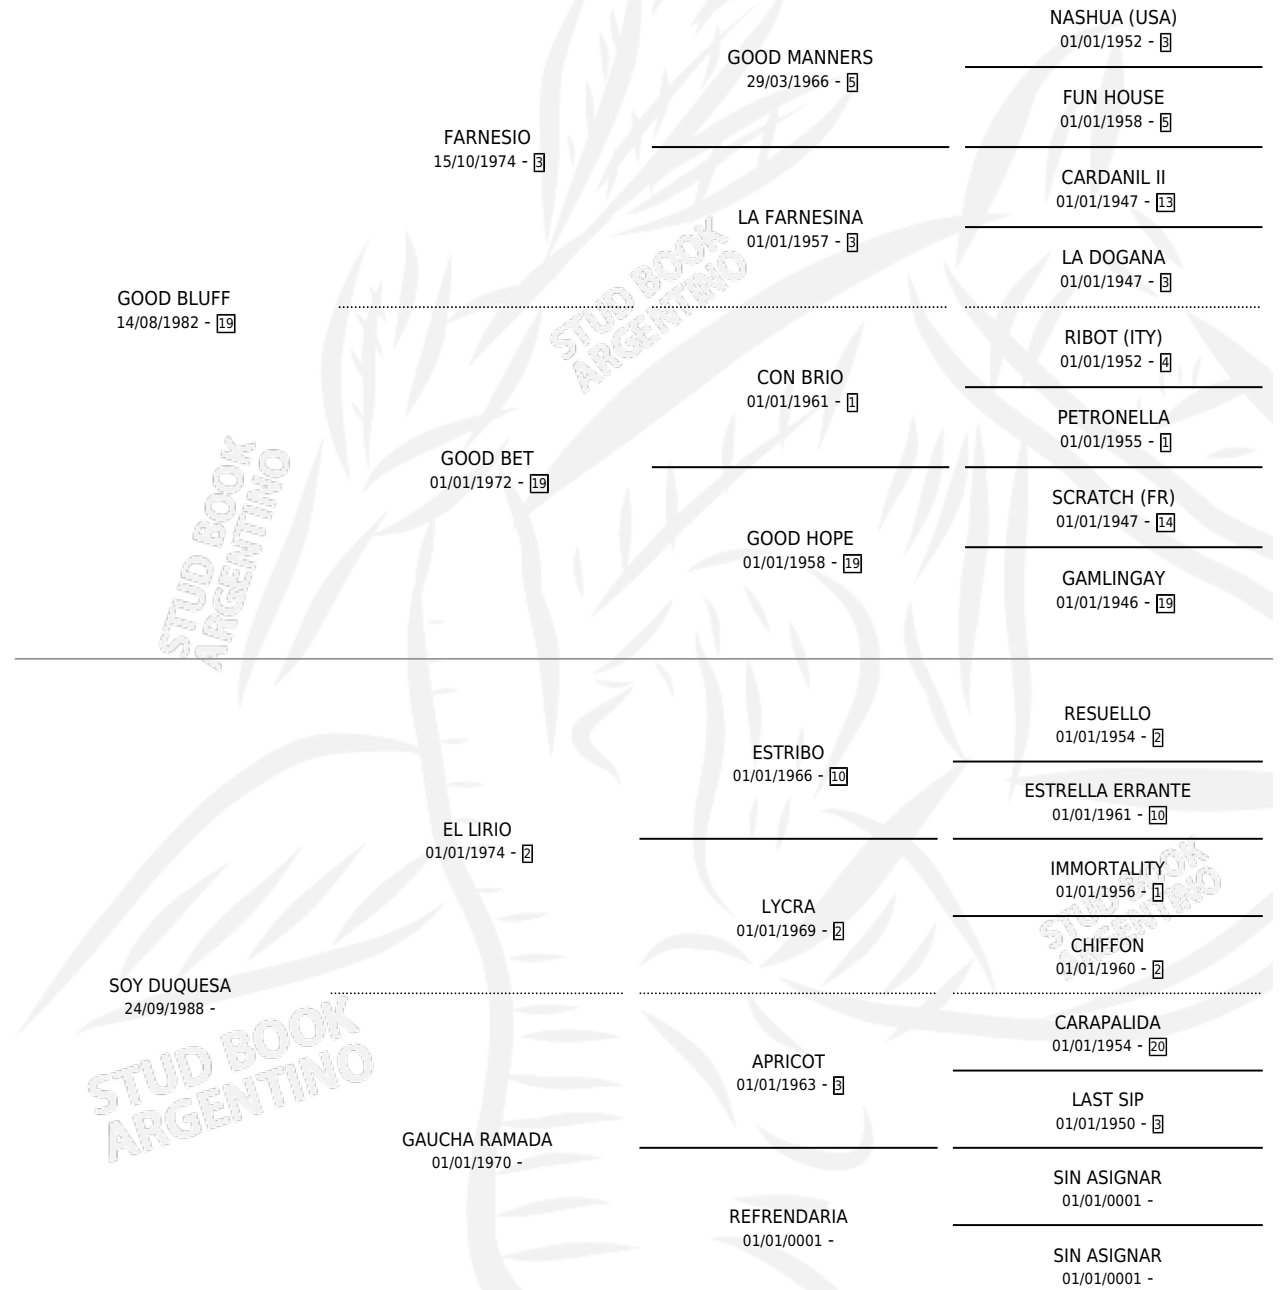 NASHUA (USA)
01/01/1952 - 3
GOOD MANNERS
29/03/1966 - 5
FUN HOUSE
01/01/1958 - 5
FARNESIO
15/10/1974 - 3
CARDANIL II
01/01/1947 - 13
LA FARNESINA
01/01/1957 - 3
LA DOGANA
01/01/1947 - 3
GOOD BLUFF
14/08/1982 - 19
RIBOT (ITY)
01/01/1952 - 4
CON BRIO
01/01/1961 - 1
PETRONELLA
01/01/1955 - 1
GOOD BET
01/01/1972 - 19
SCRATCH (FR)
01/01/1947 - 14
GOOD HOPE
01/01/1958 - 19
GAMLINGAY
01/01/1946 - 19
STUD BOOK
ARGENTINO
STUD BOOK
ARGENTINO
RESUELLO
01/01/1954 - 2
ESTRIBO
01/01/1966 - 10
ESTRELLA ERRANTE
01/01/1961 - 10
EL LIRIO
01/01/1974 - 2
IMMORTALITY
01/01/1956 - 1
LYCRA
01/01/1969 - 2
CHIFFON
01/01/1960 - 2
STUD BOOK
ARGENTINO
SOY DUQUESA
24/09/1988 -
CARAPALIDA
01/01/1954 - 20
APRICOT
01/01/1963 - 3
LAST SIP
01/01/1950 - 3
GAUCHA RAMADA
01/01/1970 -
SIN ASIGNAR
01/01/0001 -
REFRENDARIA
01/01/0001 -
SIN ASIGNAR
01/01/0001 -
STUD BOOK
ARGENTINO